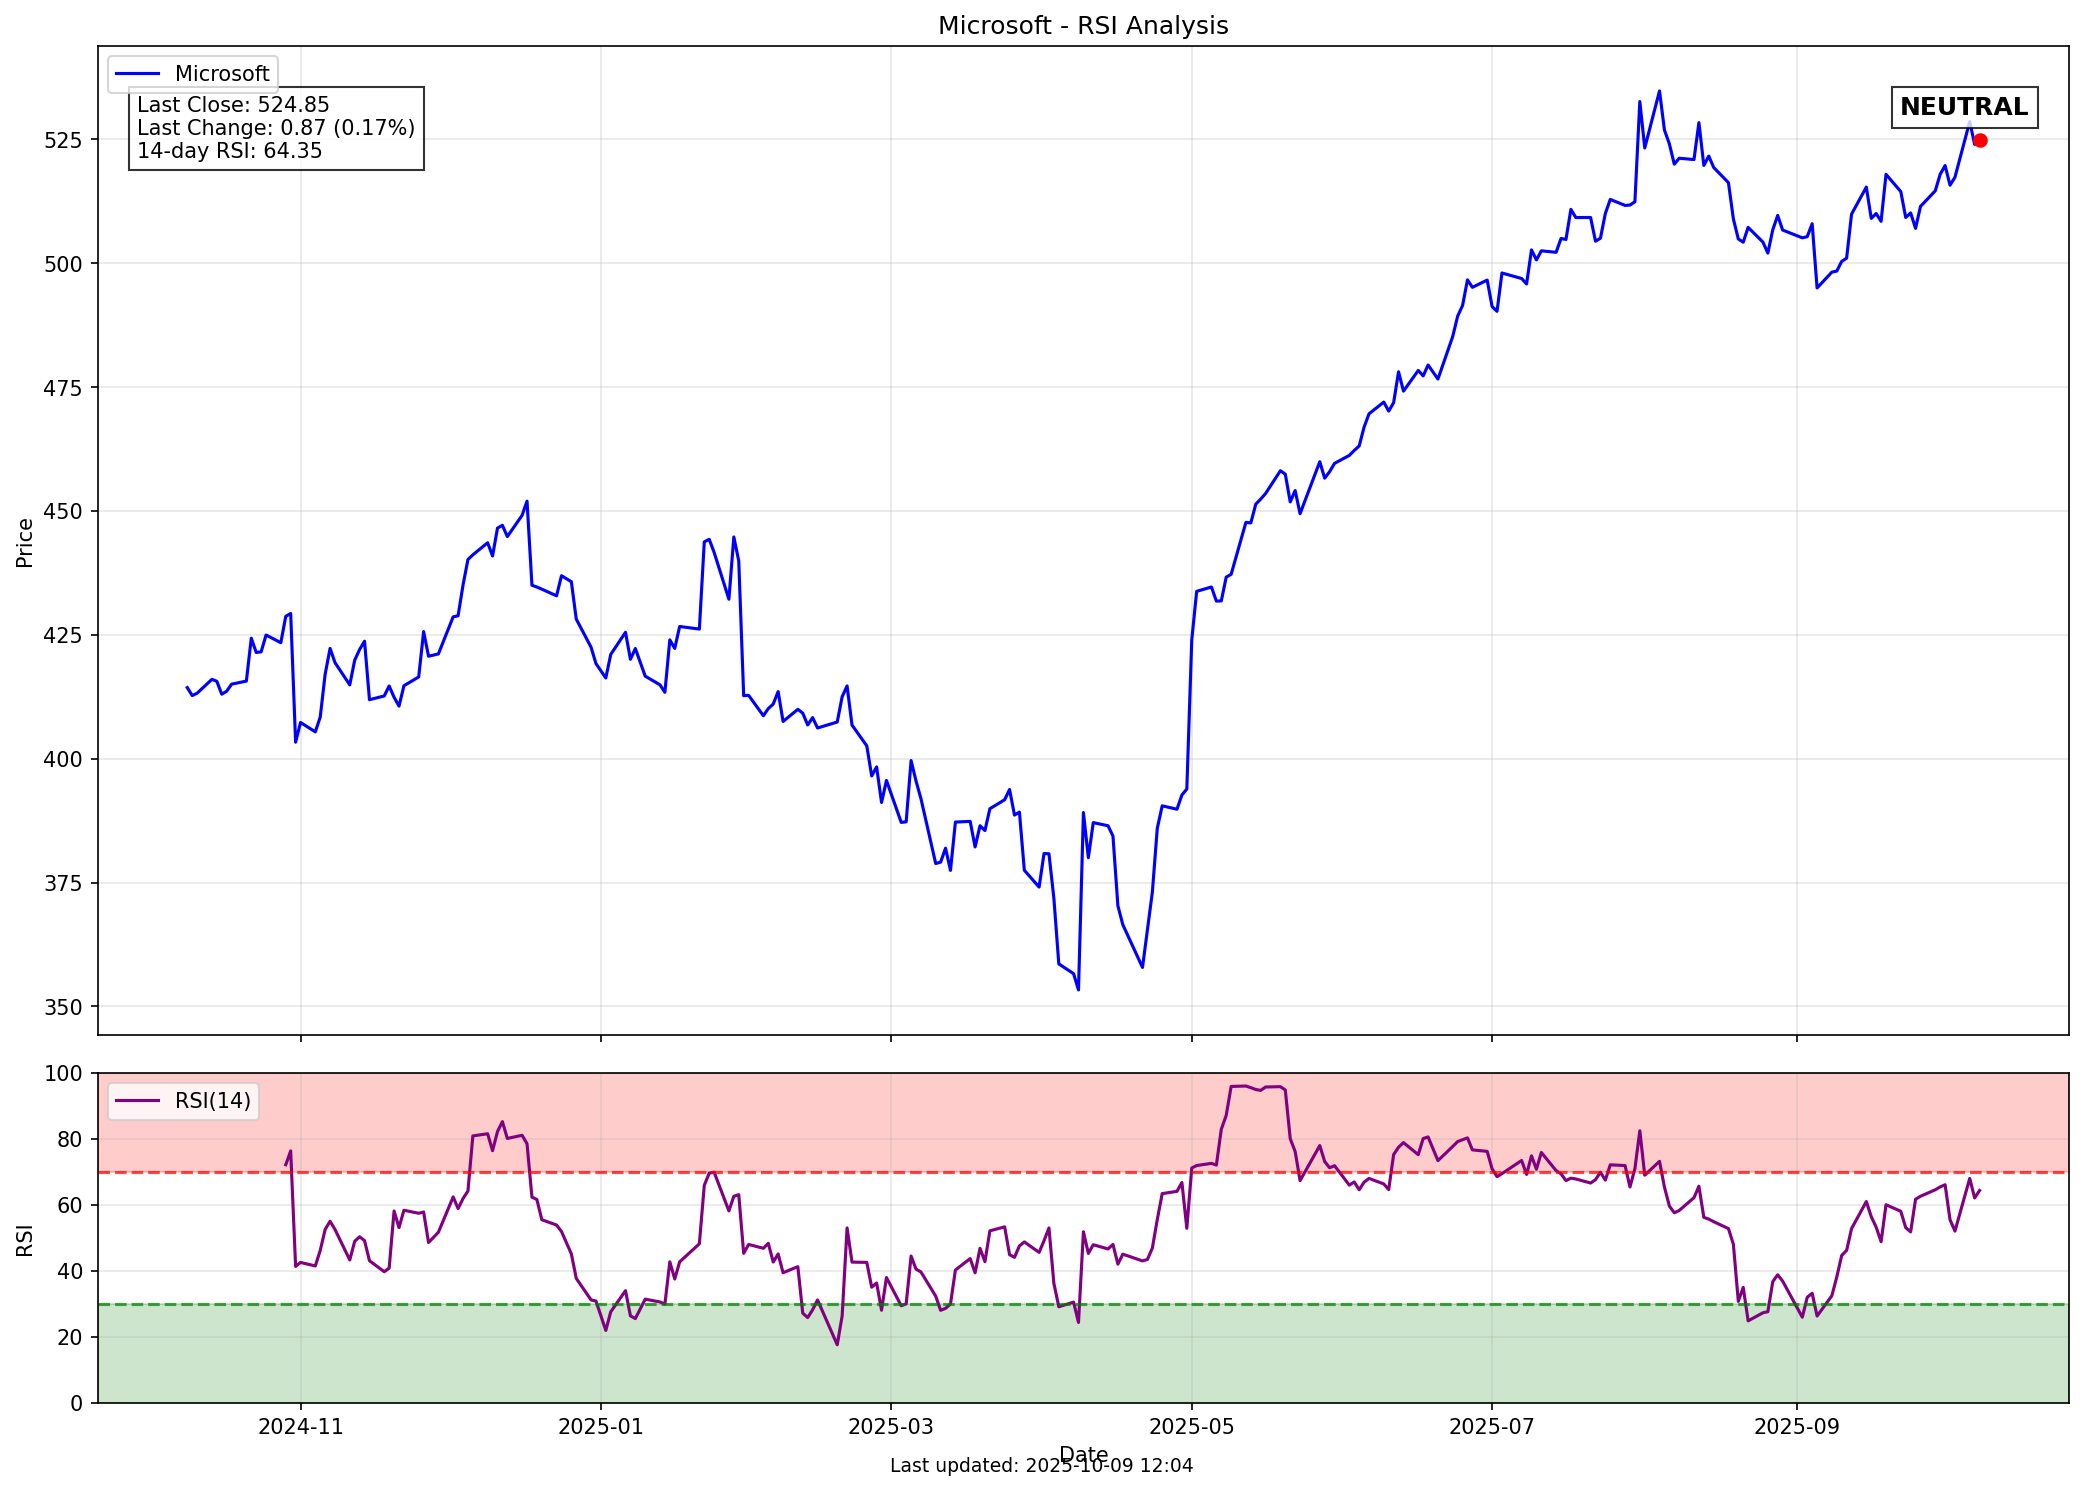 Microsoft - RSI Analysis
Microsoft
Last Close: 524.85
Last Change: 0.87 (0.17%)
14-day RSI: 64.35
NEUTRAL
525
500
475
450
425
400
375
350
Price
RSI(14)
100
80
60
40
20
0
RSI
2024-11
2025-01
2025-03
2025-05
2025-07
2025-09
Date
Last updated: 2025-10-09 12:04